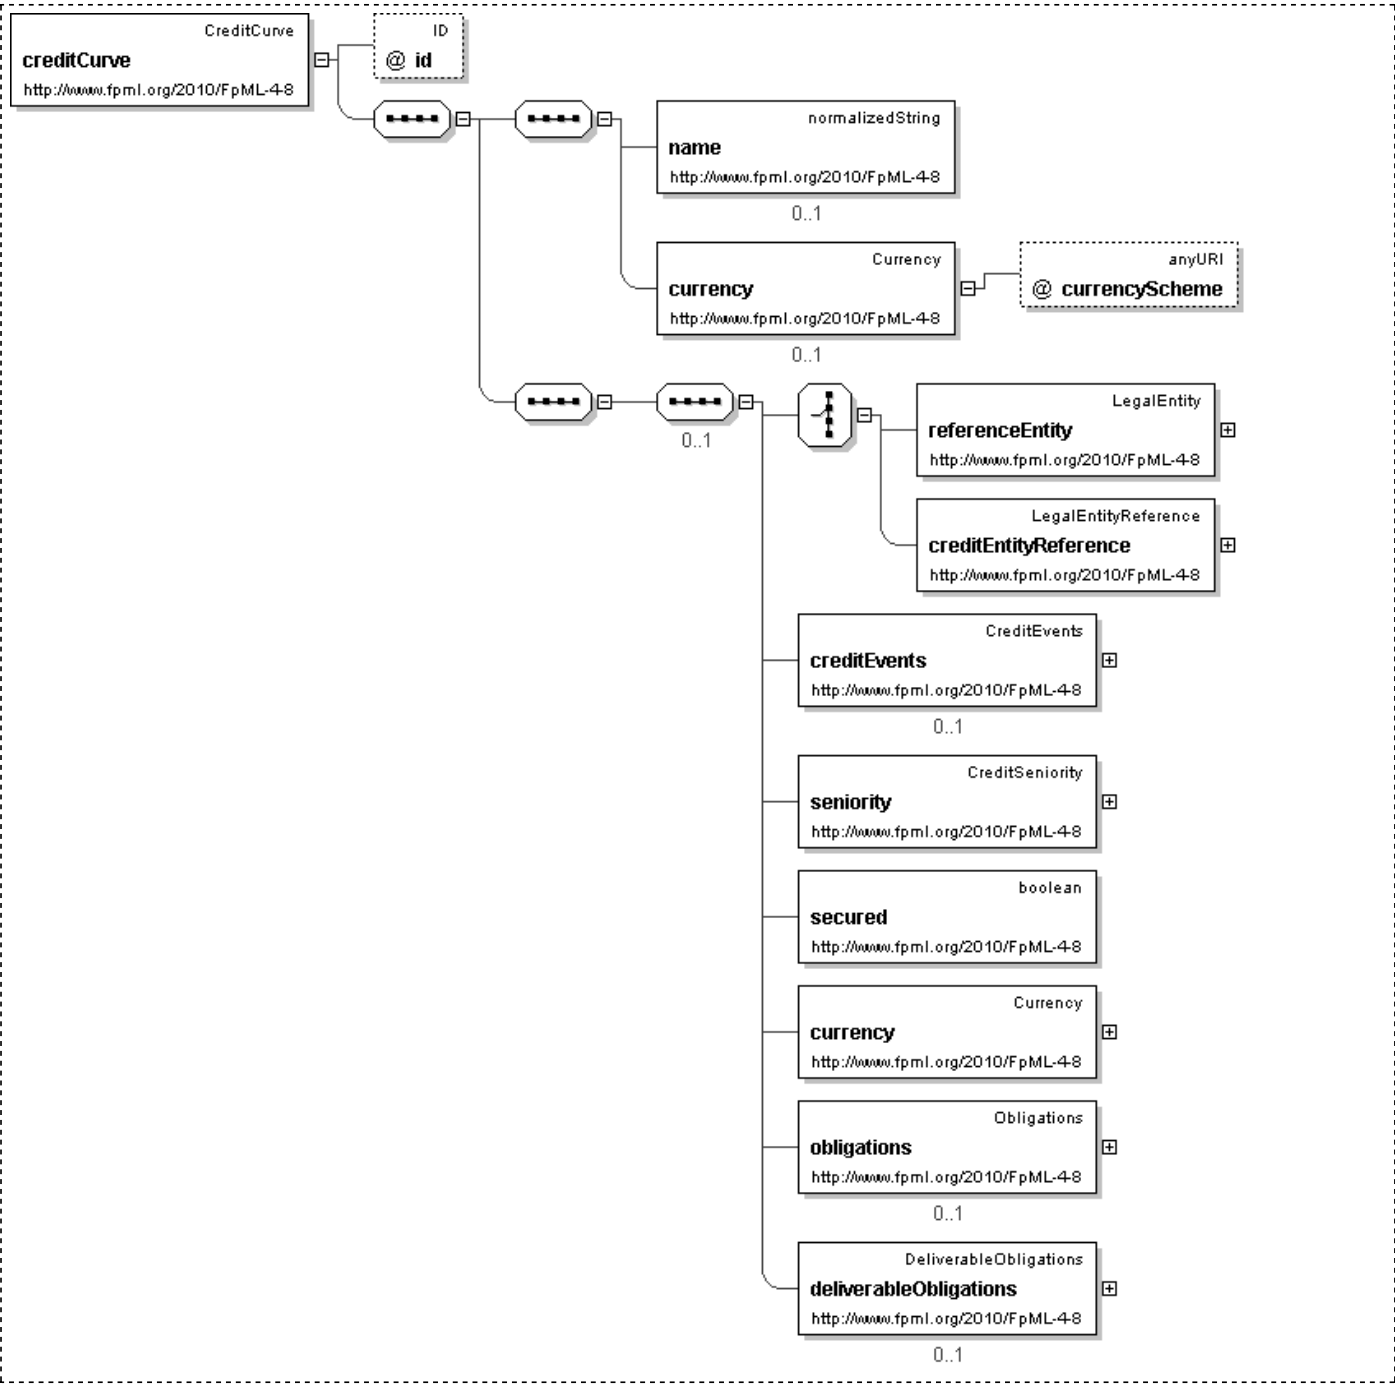 CreditCurve
creditCurve
http://www.fpml.org/2010/FpML-4-8
ID
@ id
normalizedString
name
http://www.fpml.org/2010/FpML-4-8
0..1
Currency
currency
http://www.fpml.org/2010/FpML-4-8
0..1
anyURI
@ currencyScheme
0..1
LegalEntity
referenceEntity
http://www.fpml.org/2010/FpML-4-8
LegalEntityReference
creditEntityReference
http://www.fpml.org/2010/FpML-4-8
CreditEvents
creditEvents
http://www.fpml.org/2010/FpML-4-8
0..1
CreditSeniority
seniority
http://www.fpml.org/2010/FpML-4-8
boolean
secured
http://www.fpml.org/2010/FpML-4-8
Currency
currency
http://www.fpml.org/2010/FpML-4-8
Obligations
obligations
http://www.fpml.org/2010/FpML-4-8
0..1
DeliverableObligations
deliverableObligations
http://www.fpml.org/2010/FpML-4-8
0..1